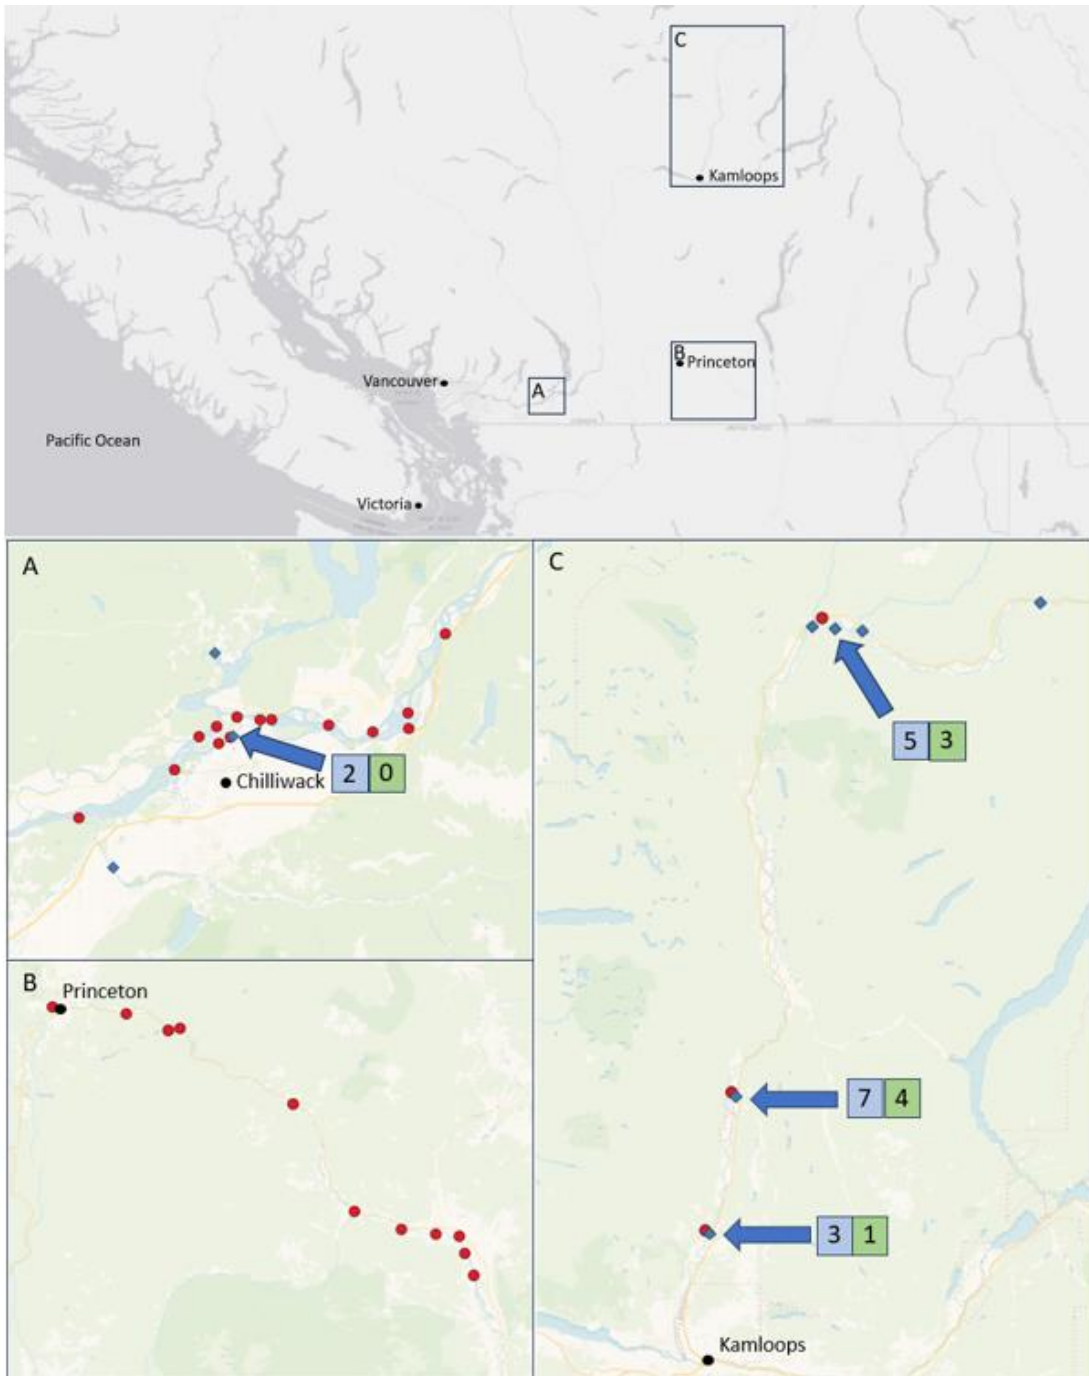 C
Kamloops
B
Princeton
A
Vancouver
Pacific Ocean
Victoria
A
Chilliwack
2 0
B
Princeton
C
5 3
7 4
3 1
Kamloops